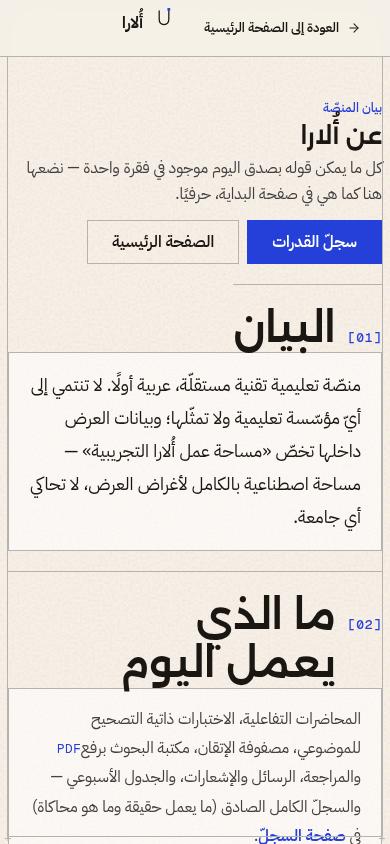 ← العودة إلى الصفحة الرئيسية
أُلارا
بيان المنصّة
عن أُلارا
كل ما يمكن قوله بصدق اليوم موجود في فقرة واحدة — نضعها
هنا كما هي في صفحة البداية، حرفيًا.
سجلّ القدرات
الصفحة الرئيسية
[01]
البيان
منصّة تعليمية تقنية مستقلّة، عربية أولًا. لا تنتمي إلى
أيّ مؤسّسة تعليمية ولا تمثّلها؛ وبيانات العرض
داخلها تخصّ «مساحة عمل أُلارا التجريبية» —
مساحة اصطناعية بالكامل لأغراض العرض، لا تحاكي
أي جامعة.
[02]
ما الذي
يعمل اليوم
المحاضرات التفاعلية، الاختبارات ذاتية التصحيح
للموضوعي، مصفوفة الإتقان، مكتبة البحوث برفع PDF
والمراجعة، الرسائل والإشعارات، والجدول الأسبوعي —
والسجلّ الكامل الصادق (ما يعمل حقيقة وما هو محاكاة)
في صفحة السجلّ.